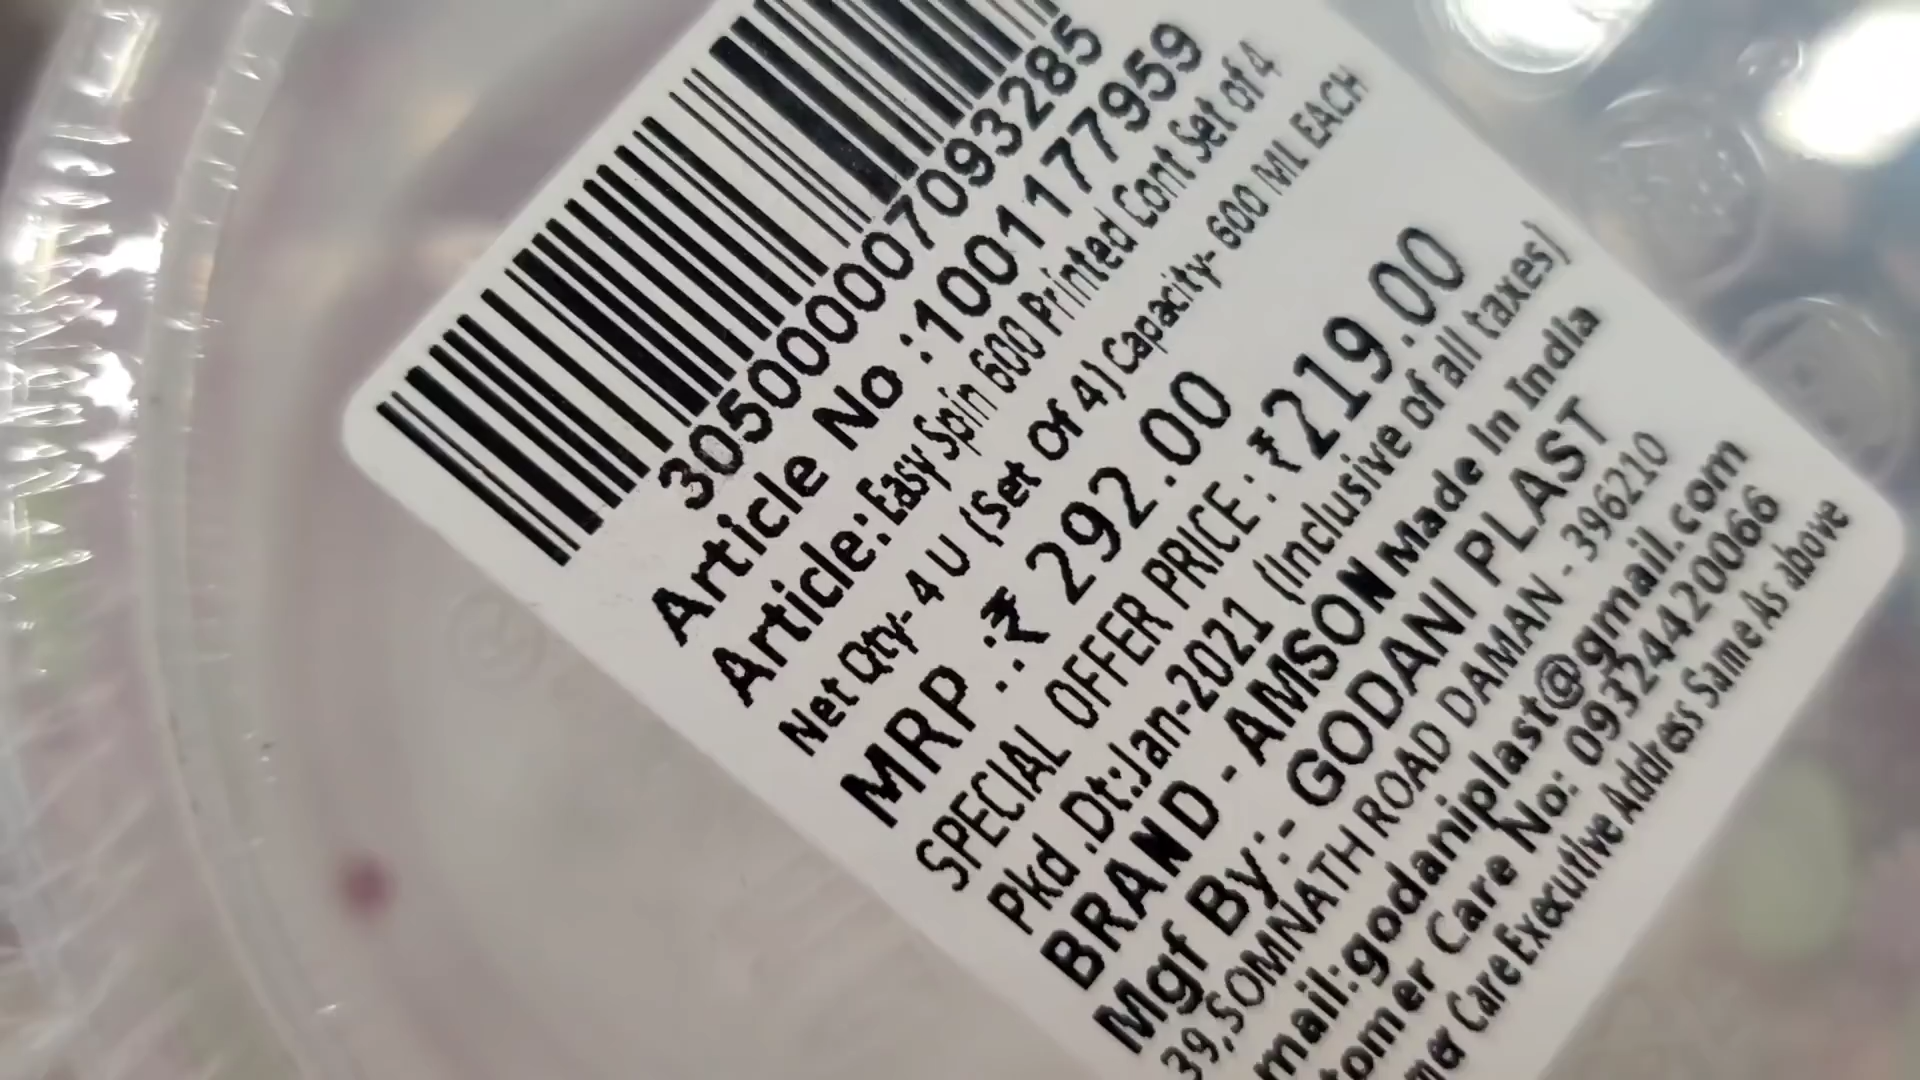 3050000007093285
Article No :100117 7959
Article:Easy Spin 600 Printed Cont Set of 4
Net Qty- 4 U (Set Of 4) Capacity- 600 ML EACH
MRP .:₹ 292.00
SPECIAL OFFER PRICE : ₹219.00
Pkd .Dt:Jan-2021 (Inclusive of all taxes)
BRAND - AMSON Made In India
Mgf By:- GODANI PLAST
39,SOMNATH ROAD DAMAN - 396210
mail:godaniplast@gmail.com
tomer Care No: 09324420066
mer Care Executive Address Same As above